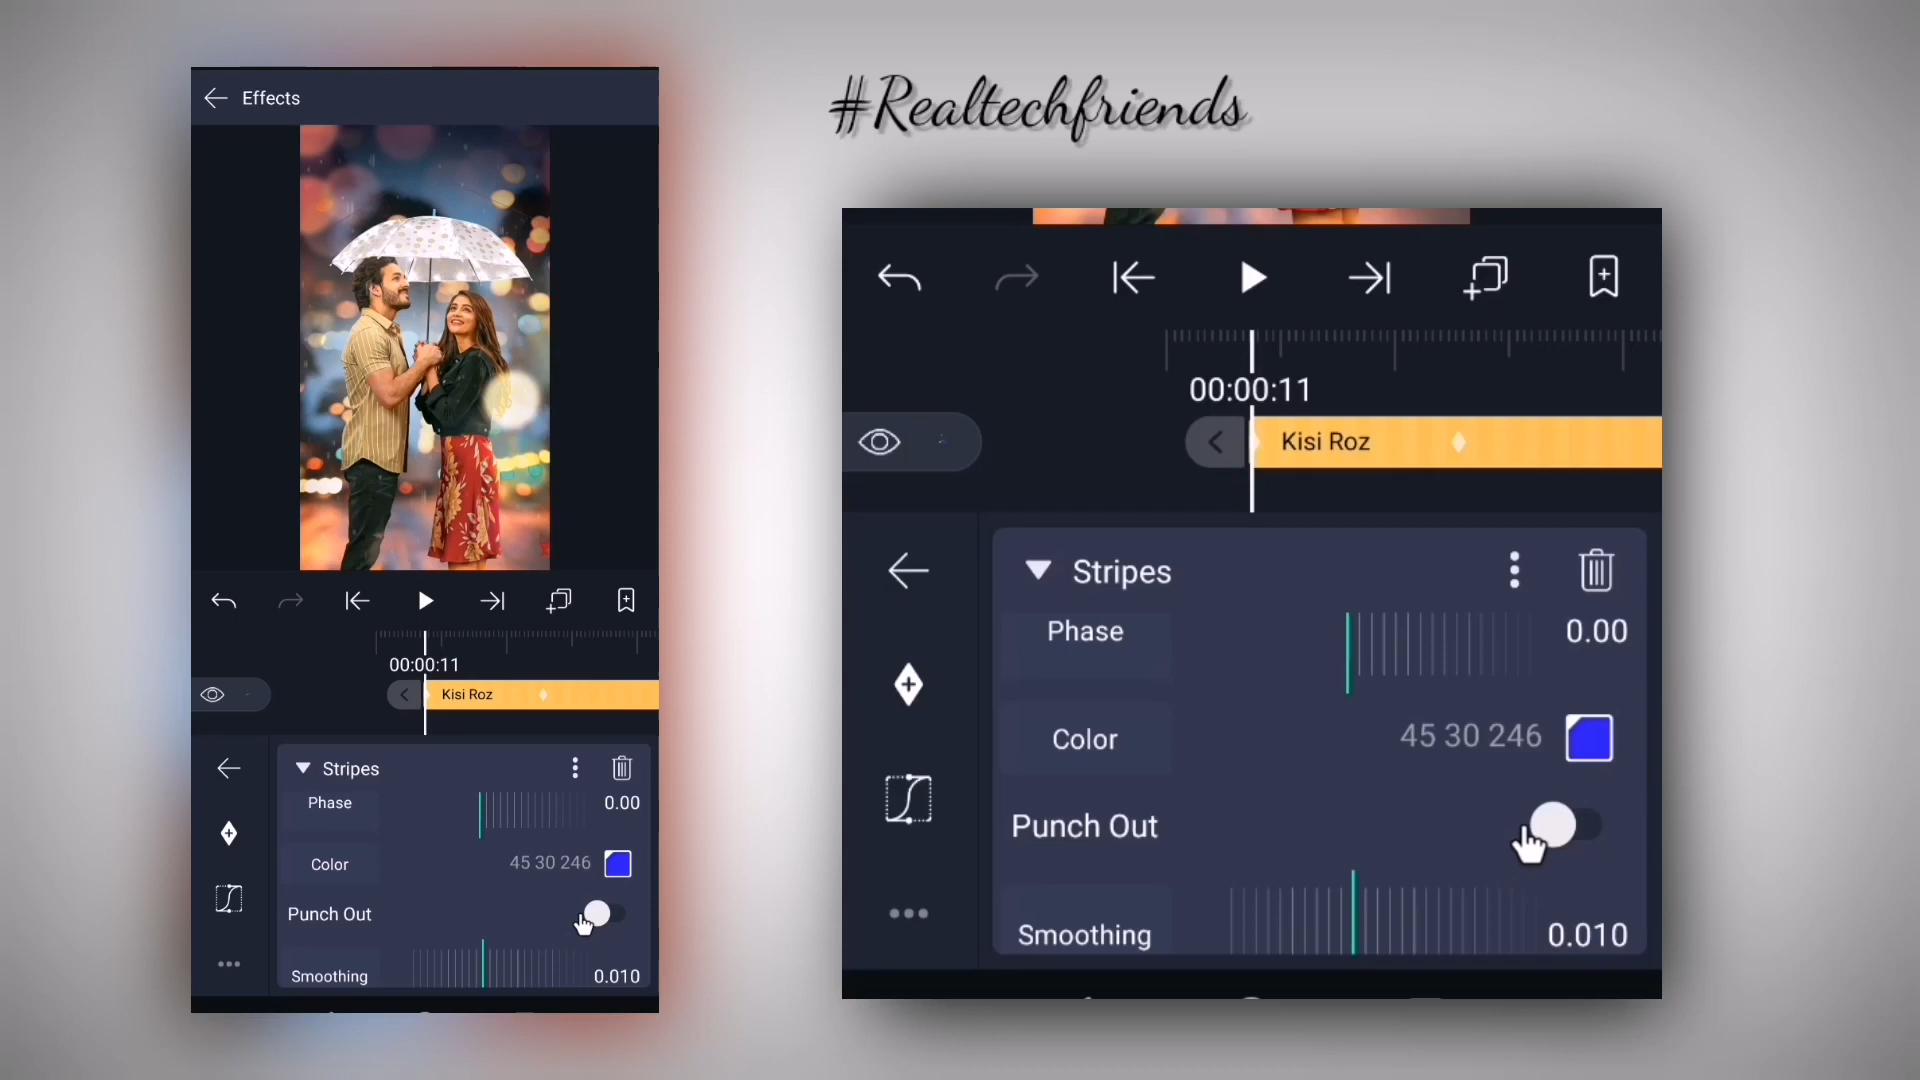 Effects
00:00:11
Kisi Roz
Stripes
Phase 0.00
Color 45 30 246
Punch Out
Smoothing 0.010
#Realtechfriends
00:00:11
Kisi Roz
Stripes
Phase 0.00
Color 45 30 246
Punch Out
Smoothing 0.010